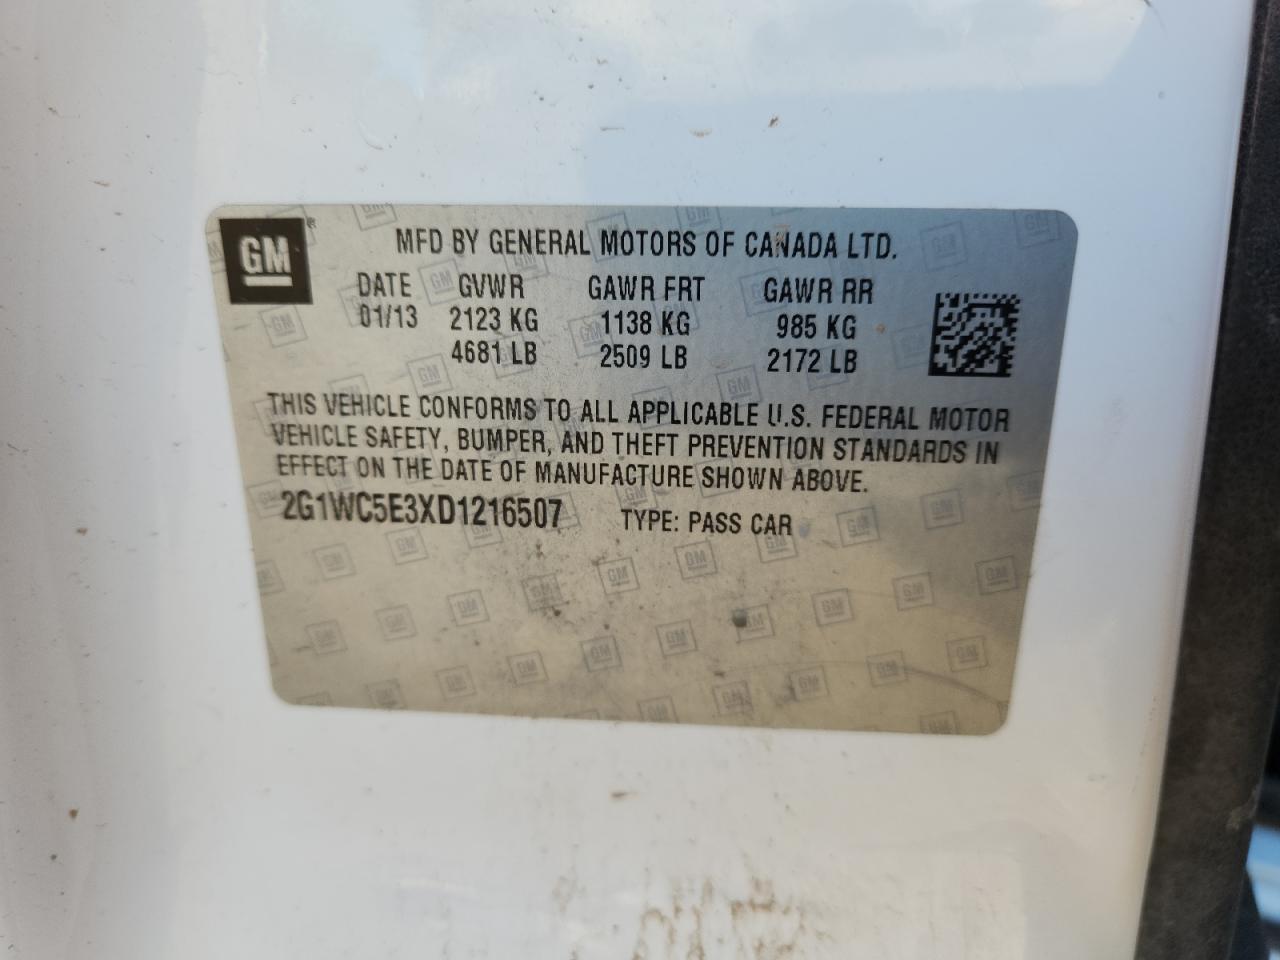 GM
MFD BY GENERAL MOTORS OF CANADA LTD.
DATE GVWR GAWR FRT GAWR RR
01/13 2123 KG 1138 KG 985 KG
4681 LB 2509 LB 2172 LB
THIS VEHICLE CONFORMS TO ALL APPLICABLE U.S. FEDERAL MOTOR
VEHICLE SAFETY, BUMPER, AND THEFT PREVENTION STANDARDS IN
EFFECT ON THE DATE OF MANUFACTURE SHOWN ABOVE.
2G1WC5E3XD1216507 TYPE: PASS CAR